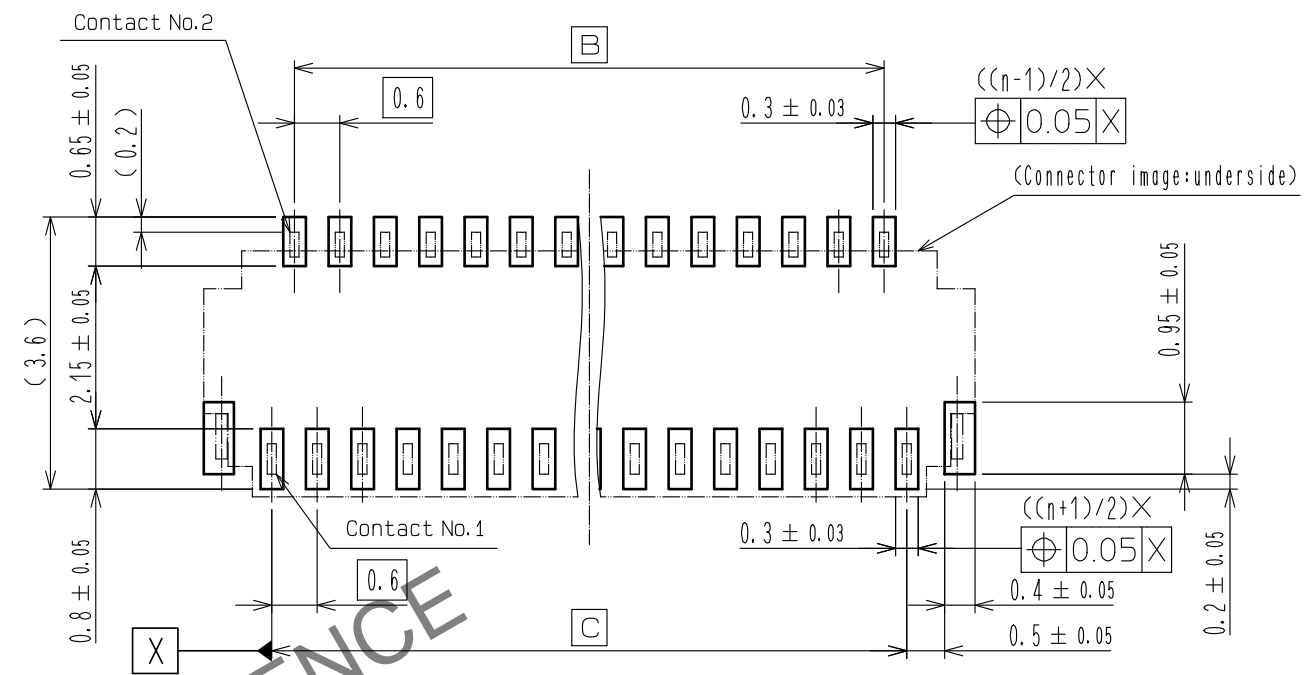 Contact No.2
B
((n-1)/2)X
0.6
0.3 ± 0.03
⌖ 0.05 X
0.65 ± 0.05
(0.2)
(Connector image:underside)
(3.6)
2.15 ± 0.05
0.95 ± 0.05
Contact No.1
0.3 ± 0.03
((n+1)/2)X
⌖ 0.05 X
0.6
0.4 ± 0.05
0.2 ± 0.05
0.8 ± 0.05
C
0.5 ± 0.05
X
ENCE